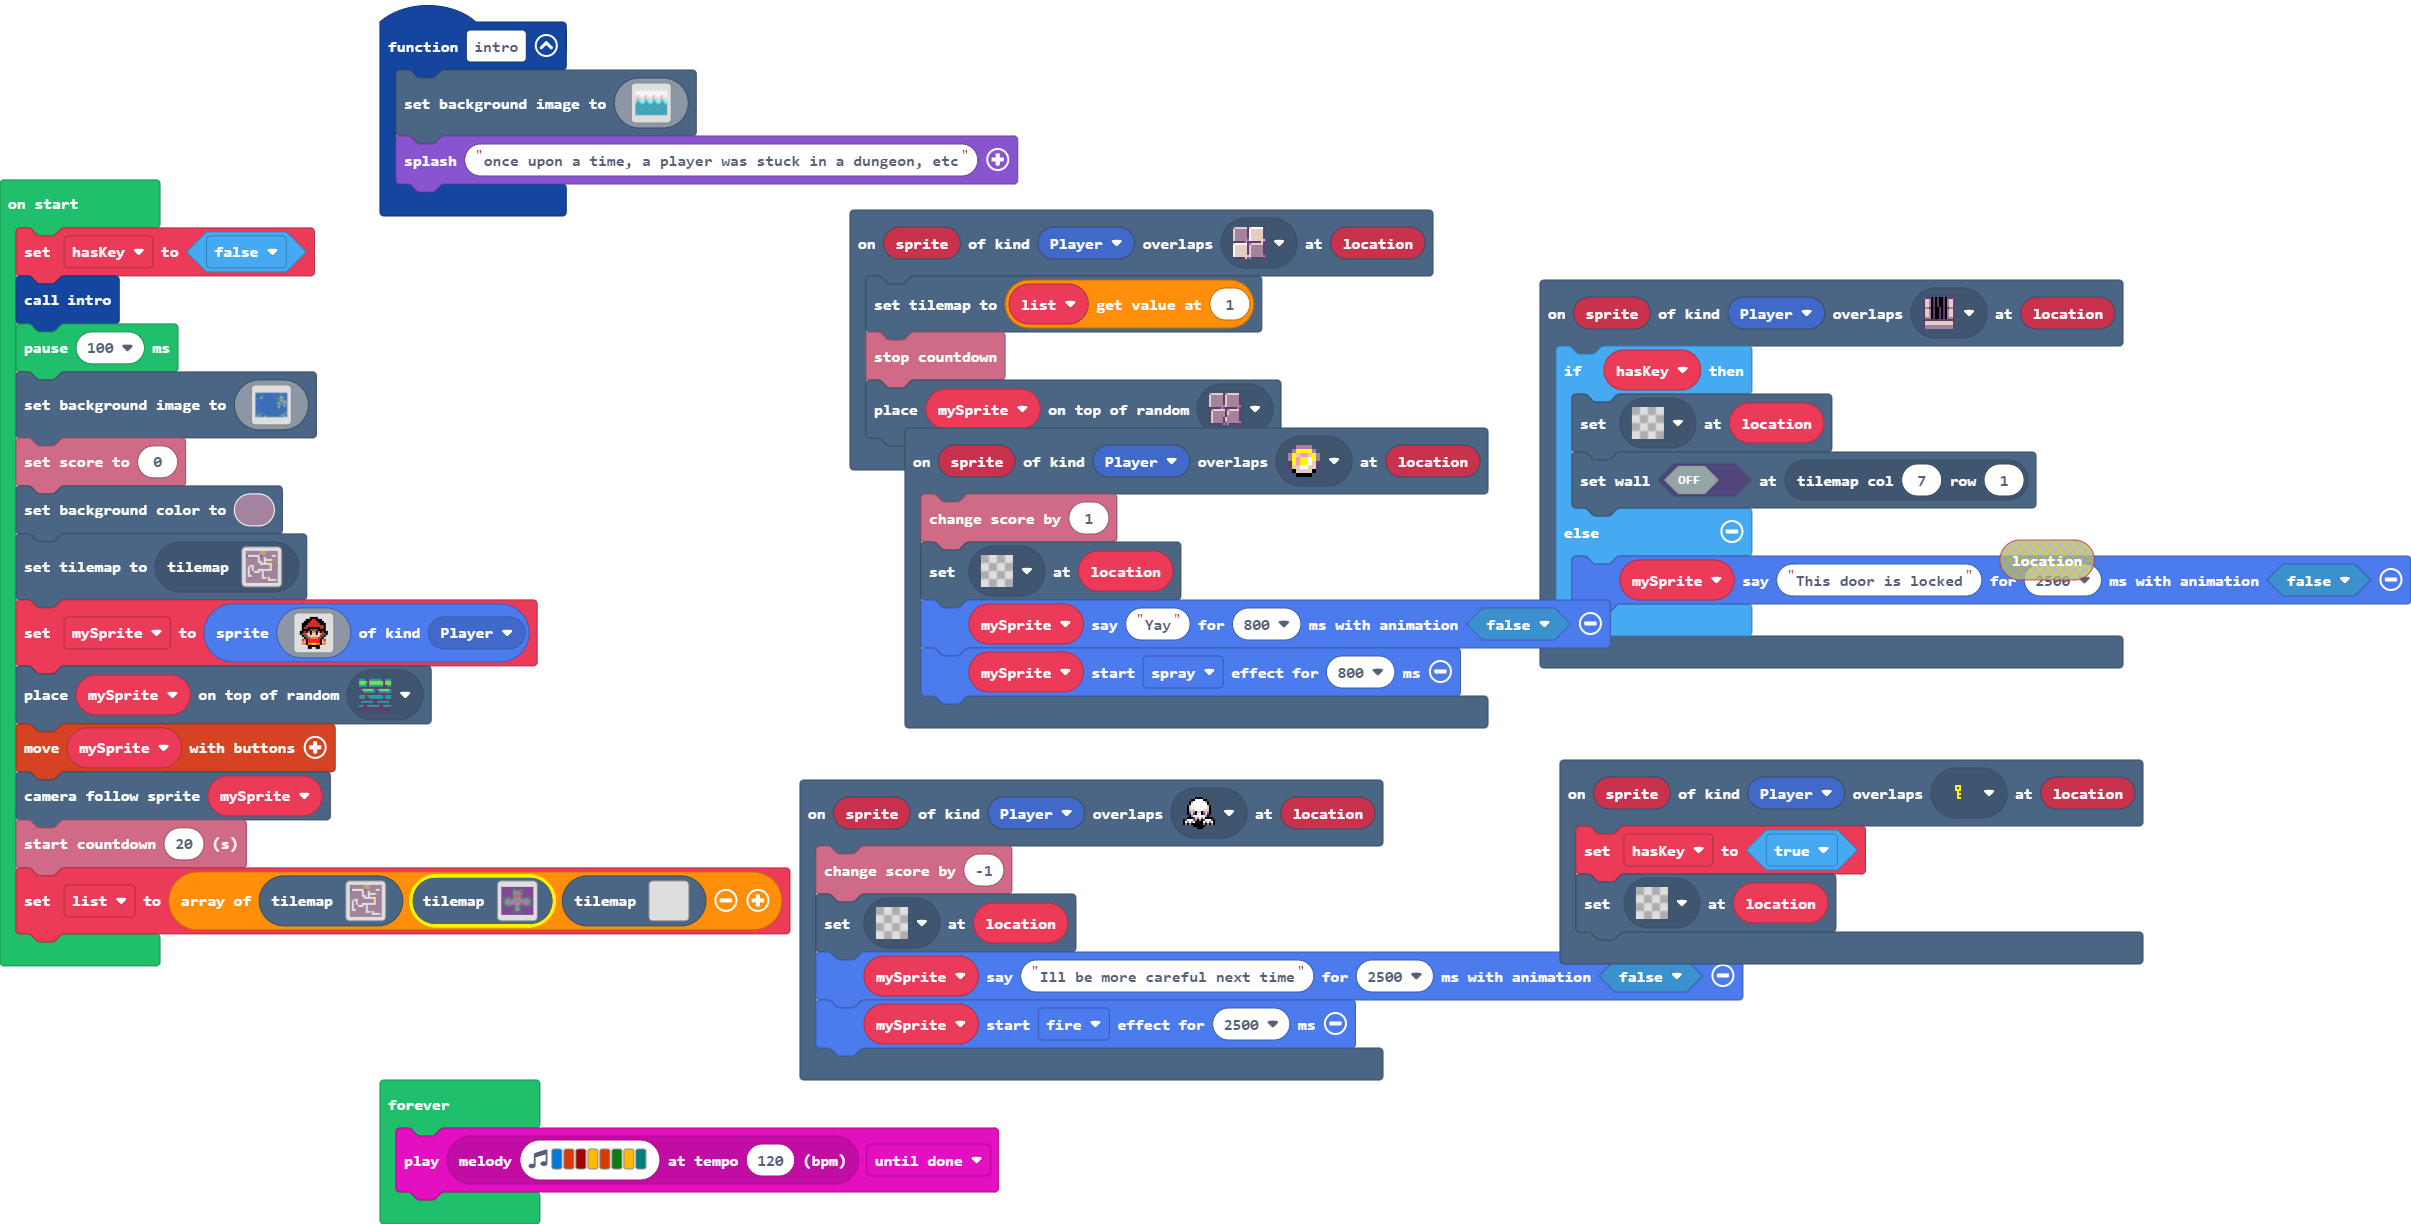 function intro
set background image to
splash "once upon a time, a player was stuck in a dungeon, etc"
on start
set hasKey to false
call intro
pause 100 ms
set background image to
set score to 0
set background color to
set tilemap to tilemap
set mySprite to sprite of kind Player
place mySprite on top of random
move mySprite with buttons
camera follow sprite mySprite
start countdown 20 (s)
set list to array of tilemap tilemap tilemap
on sprite of kind Player overlaps at location
set tilemap to list get value at 1
stop countdown
place mySprite on top of random
on sprite of kind Player overlaps at location
change score by 1
set at location
mySprite say "Yay" for 800 ms with animation false
mySprite start spray effect for 800 ms
on sprite of kind Player overlaps at location
if hasKey then
set at location
set wall OFF at tilemap col 7 row 1
else
location
mySprite say "This door is locked" for 2500 ms with animation false
on sprite of kind Player overlaps at location
change score by -1
set at location
mySprite say "Ill be more careful next time" for 2500 ms with animation false
mySprite start fire effect for 2500 ms
on sprite of kind Player overlaps at location
set hasKey to true
set at location
forever
play melody at tempo 120 (bpm) until done